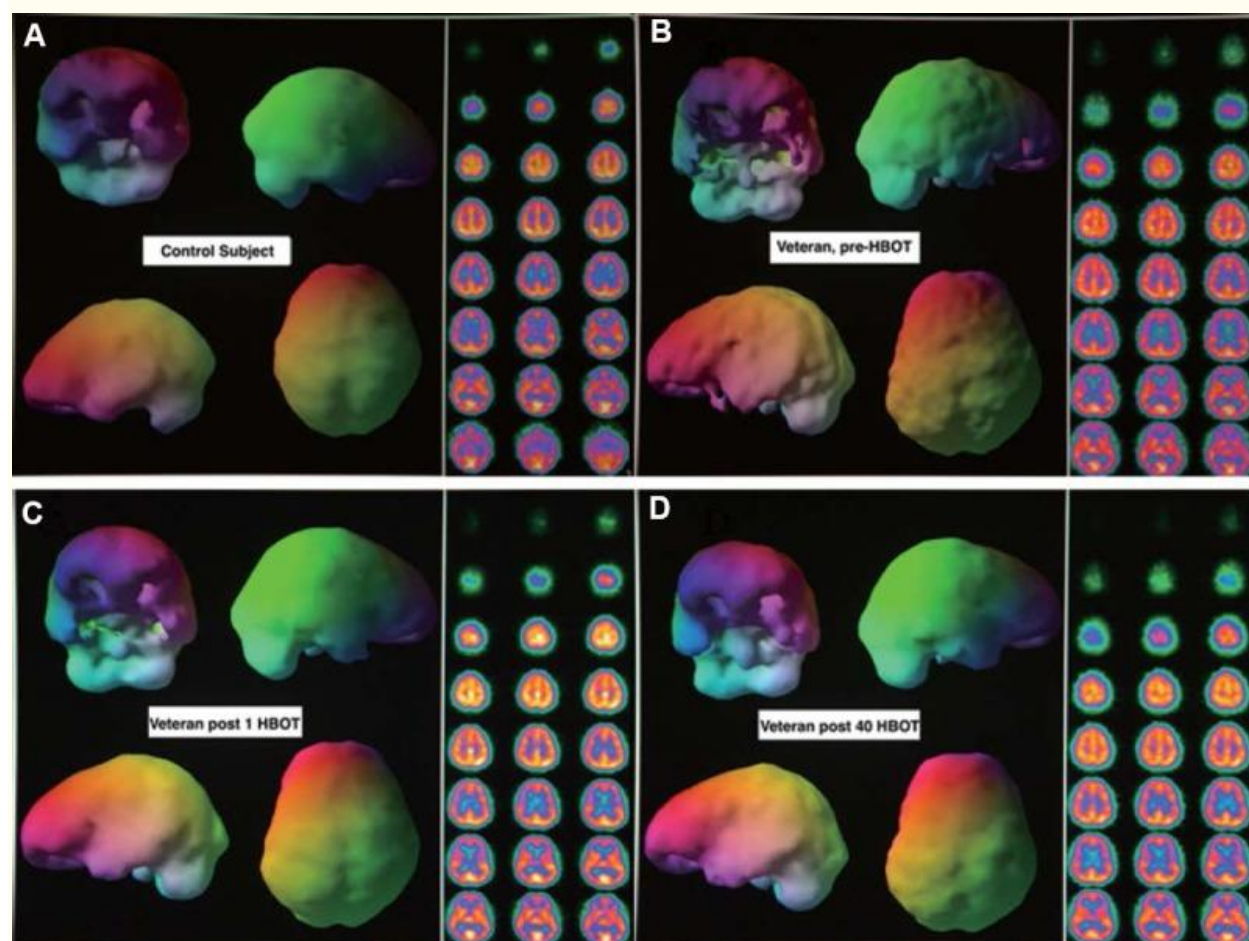 A
Control Subject
B
Veteran, pre-HBOT
C
Veteran post 1 HBOT
D
Veteran post 40 HBOT